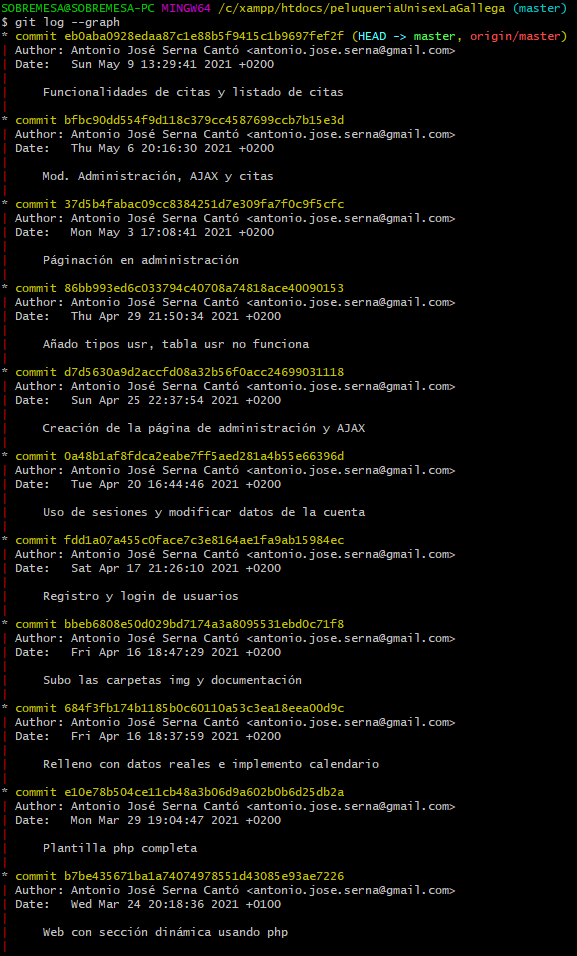 SOBREMESA@SOBREMESA-PC MINGW64 /c/xampp/htdocs/peluqueriaUnisexLaGallega (master)
$ git log --graph
* commit eb0aba0928edaa87c1e88b5f9415c1b9697fef2f (HEAD -> master, origin/master)
| Author: Antonio José Serna Cantó <antonio.jose.serna@gmail.com>
| Date:   Sun May 9 13:29:41 2021 +0200
|
|     Funcionalidades de citas y listado de citas
|
* commit bfbc90dd554f9d118c379cc4587699ccb7b15e3d
| Author: Antonio José Serna Cantó <antonio.jose.serna@gmail.com>
| Date:   Thu May 6 20:16:30 2021 +0200
|
|     Mod. Administración, AJAX y citas
|
* commit 37d5b4fabac09cc8384251d7e309fa7f0c9f5cfc
| Author: Antonio José Serna Cantó <antonio.jose.serna@gmail.com>
| Date:   Mon May 3 17:08:41 2021 +0200
|
|     Páginación en administración
|
* commit 86bb993ed6c033794c40708a74818ace40090153
| Author: Antonio José Serna Cantó <antonio.jose.serna@gmail.com>
| Date:   Thu Apr 29 21:50:34 2021 +0200
|
|     Añado tipos usr, tabla usr no funciona
|
* commit d7d5630a9d2accfd08a32b56f0acc24699031118
| Author: Antonio José Serna Cantó <antonio.jose.serna@gmail.com>
| Date:   Sun Apr 25 22:37:54 2021 +0200
|
|     Creación de la página de administración y AJAX
|
* commit 0a48b1af8fdca2eabe7ff5aed281a4b55e66396d
| Author: Antonio José Serna Cantó <antonio.jose.serna@gmail.com>
| Date:   Tue Apr 20 16:44:46 2021 +0200
|
|     Uso de sesiones y modificar datos de la cuenta
|
* commit fdd1a07a455c0face7c3e8164ae1fa9ab15984ec
| Author: Antonio José Serna Cantó <antonio.jose.serna@gmail.com>
| Date:   Sat Apr 17 21:26:10 2021 +0200
|
|     Registro y login de usuarios
|
* commit bbeb6808e50d029bd7174a3a8095531ebd0c71f8
| Author: Antonio José Serna Cantó <antonio.jose.serna@gmail.com>
| Date:   Fri Apr 16 18:47:29 2021 +0200
|
|     Subo las carpetas img y documentación
|
* commit 684f3fb174b1185b0c60110a53c3ea18eea00d9c
| Author: Antonio José Serna Cantó <antonio.jose.serna@gmail.com>
| Date:   Fri Apr 16 18:37:59 2021 +0200
|
|     Relleno con datos reales e implemento calendario
|
* commit e10e78b504ce11cb48a3b06d9a602b0b6d25db2a
| Author: Antonio José Serna Cantó <antonio.jose.serna@gmail.com>
| Date:   Mon Mar 29 19:04:47 2021 +0200
|
|     Plantilla php completa
|
* commit b7be435671ba1a74074978551d43085e93ae7226
| Author: Antonio José Serna Cantó <antonio.jose.serna@gmail.com>
| Date:   Wed Mar 24 20:18:36 2021 +0100
|
|     Web con sección dinámica usando php
|